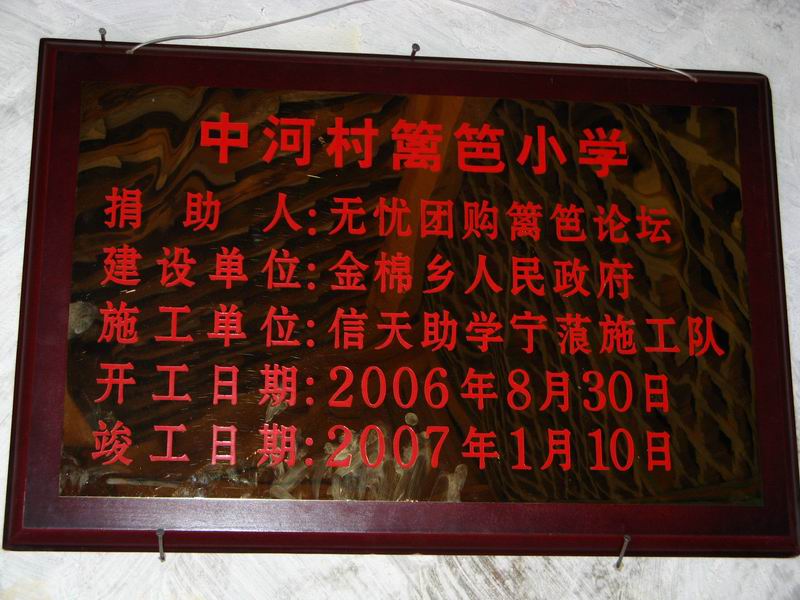 中河村篱笆小学
捐助人:无忧团购篱笆论坛
建设单位:金棉乡人民政府
施工单位:信天助学宁蒗施工队
开工日期:2006年8月30日
竣工日期:2007年1月10日